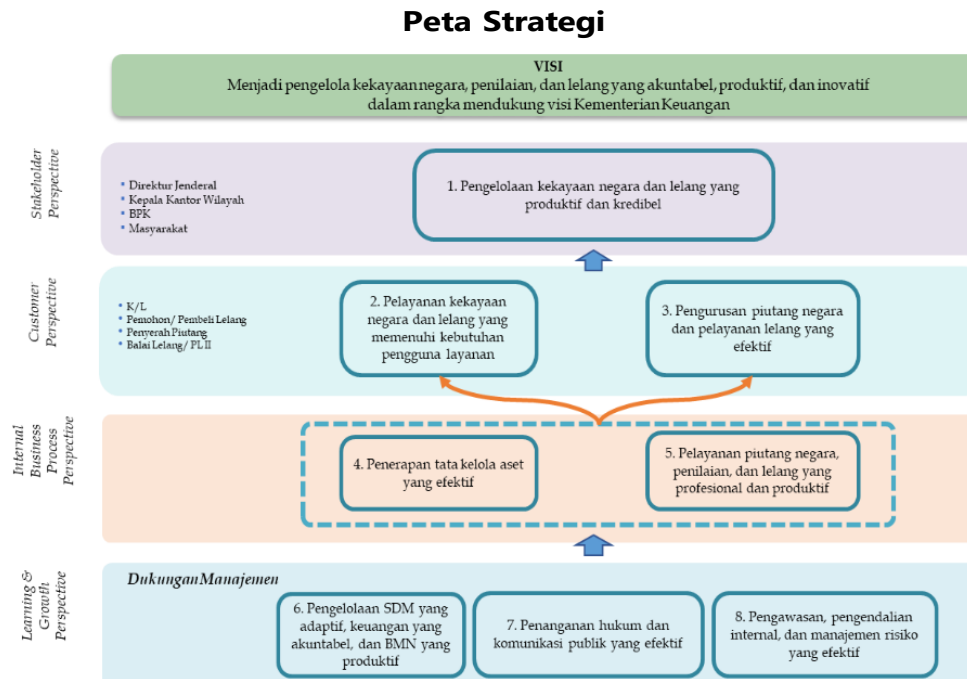 Peta Strategi
VISI
Menjadi pengelola kekayaan negara, penilaian, dan lelang yang akuntabel, produktif, dan inovatif
dalam rangka mendukung visi Kementerian Keuangan
Stakeholder
Perspective
• Direktur Jenderal
• Kepala Kantor Wilayah
• BPK
• Masyarakat
1. Pengelolaan kekayaan negara dan lelang yang
produktif dan kredibel
Customer
Perspective
• K/L
• Pemohon/ Pembeli Lelang
• Penyerah Piutang
• Balai Lelang/ PL II
2. Pelayanan kekayaan
negara dan lelang yang
memenuhi kebutuhan
pengguna layanan
3. Pengurusan piutang negara
dan pelayanan lelang yang
efektif
Internal
Business
Process
Perspective
4. Penerapan tata kelola aset
yang efektif
5. Pelayanan piutang negara,
penilaian, dan lelang yang
profesional dan produktif
Learning &
Growth
Perspective
Dukungan Manajemen
6. Pengelolaan SDM yang
adaptif, keuangan yang
akuntabel, dan BMN yang
produktif
7. Penanganan hukum dan
komunikasi publik yang efektif
8. Pengawasan, pengendalian
internal, dan manajemen risiko
yang efektif